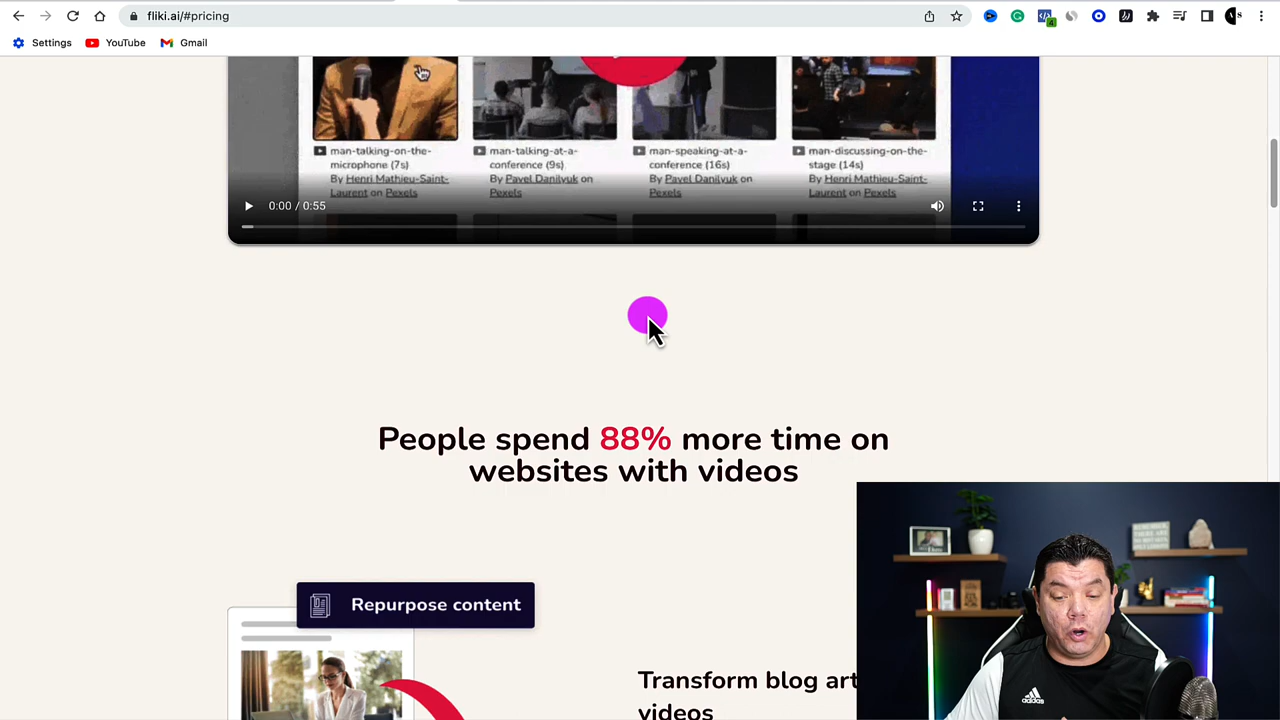 fliki.ai/#pricing
4
Settings
YouTube
Gmail
man-talking-on-the-
microphone (7s)
By Henri Mathieu-Saint-
Laurent on Pexels
man-talking-at-a-
conference (9s)
By Pavel Danilyuk on
Pexels
man-speaking-at-a-
conference (16s)
By Pavel Danilyuk on
Pexels
man-discussing-on-the-
stage (14s)
By Henri Mathieu-Saint-
Laurent on Pexels
0:00 / 0:55
People spend 88% more time on
websites with videos
Repurpose content
Transform blog art
videos
adidas